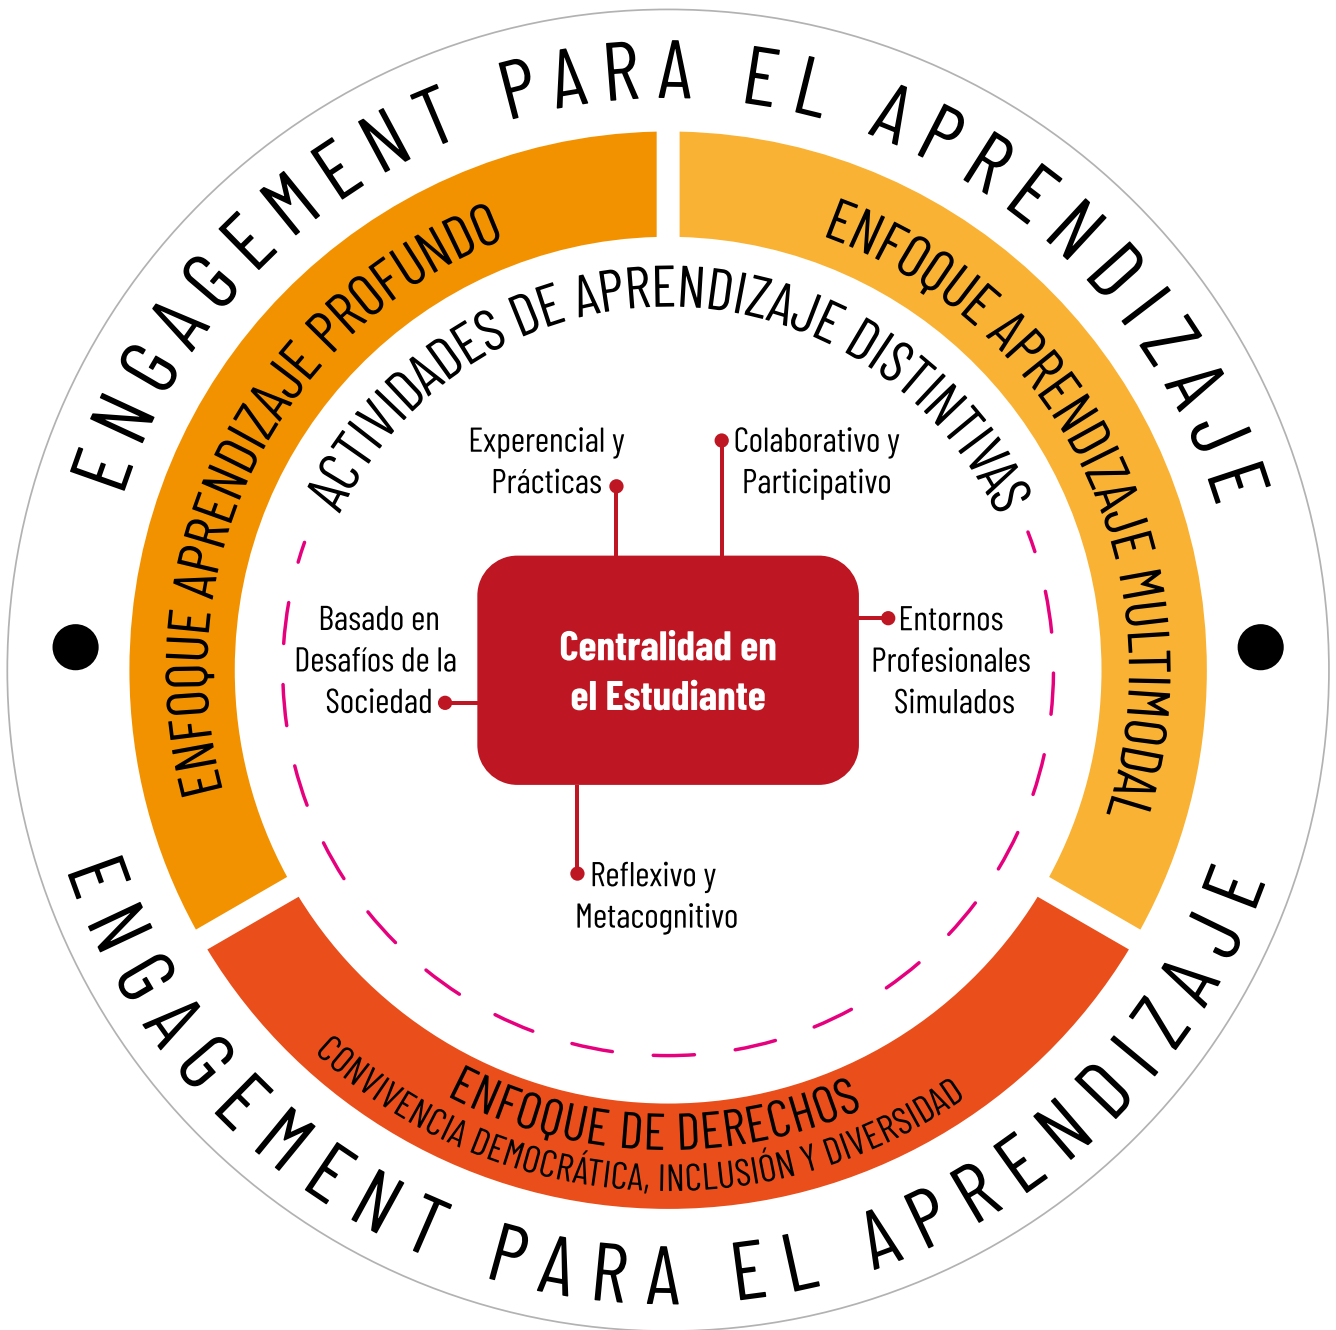 ENGAGEMENT PARA EL APRENDIZAJE
ENFOQUE APRENDIZAJE PROFUNDO
ENFOQUE APRENDIZAJE MULTIMODAL
ACTIVIDADES DE APRENDIZAJE DISTINTIVAS
Experencial y
Prácticas
Colaborativo y
Participativo
Basado en
Desafíos de la
Sociedad
Centralidad en
el Estudiante
Entornos
Profesionales
Simulados
Reflexivo y
Metacognitivo
ENFOQUE DE DERECHOS
CONVIVENCIA DEMOCRÁTICA, INCLUSIÓN Y DIVERSIDAD
ENGAGEMENT PARA EL APRENDIZAJE